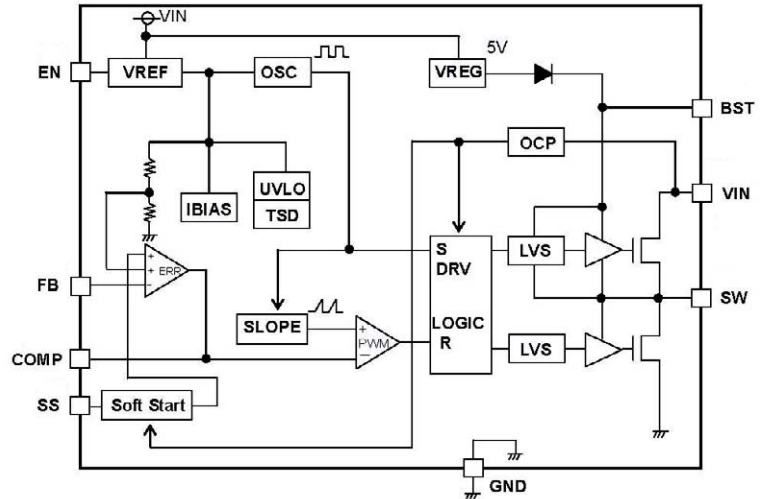 VIN
5V
EN
VREF
OSC
VREG
BST
OCP
VIN
UVLO
IBIAS
TSD
S
LVS
DRV
+
+
ERR
−
FB
SW
SLOPE
+
PWM
−
LOGIC
R
LVS
COMP
SS
Soft Start
GND